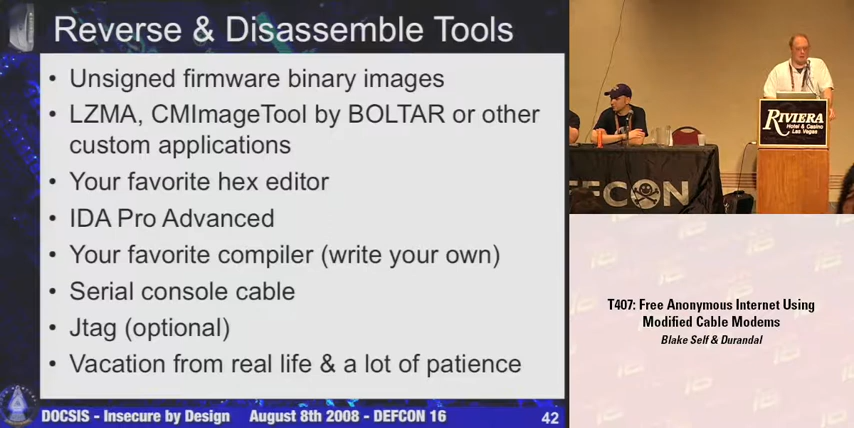 Reverse & Disassemble Tools
• Unsigned firmware binary images
• LZMA, CMImageTool by BOLTAR or other
custom applications
• Your favorite hex editor
• IDA Pro Advanced
• Your favorite compiler (write your own)
• Serial console cable
• Jtag (optional)
• Vacation from real life & a lot of patience
DOCSIS - Insecure by Design August 8th 2008 - DEFCON 16 42
RIVIERA
Hotel & Casino
Las Vegas
DEFCON
T407: Free Anonymous Internet Using
Modified Cable Modems
Blake Self & Durandal